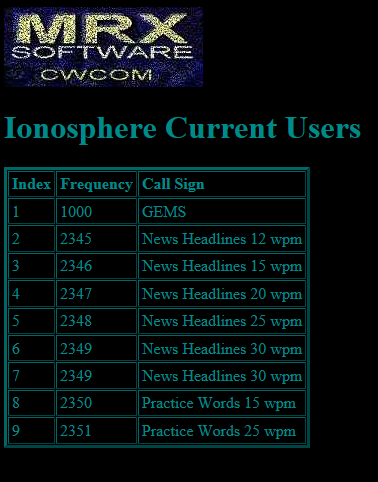 MRX
SOFTWARE
CWCOM
Ionosphere Current Users
Index Frequency Call Sign
1 1000 GEMS
2 2345 News Headlines 12 wpm
3 2346 News Headlines 15 wpm
4 2347 News Headlines 20 wpm
5 2348 News Headlines 25 wpm
6 2349 News Headlines 30 wpm
7 2349 News Headlines 30 wpm
8 2350 Practice Words 15 wpm
9 2351 Practice Words 25 wpm